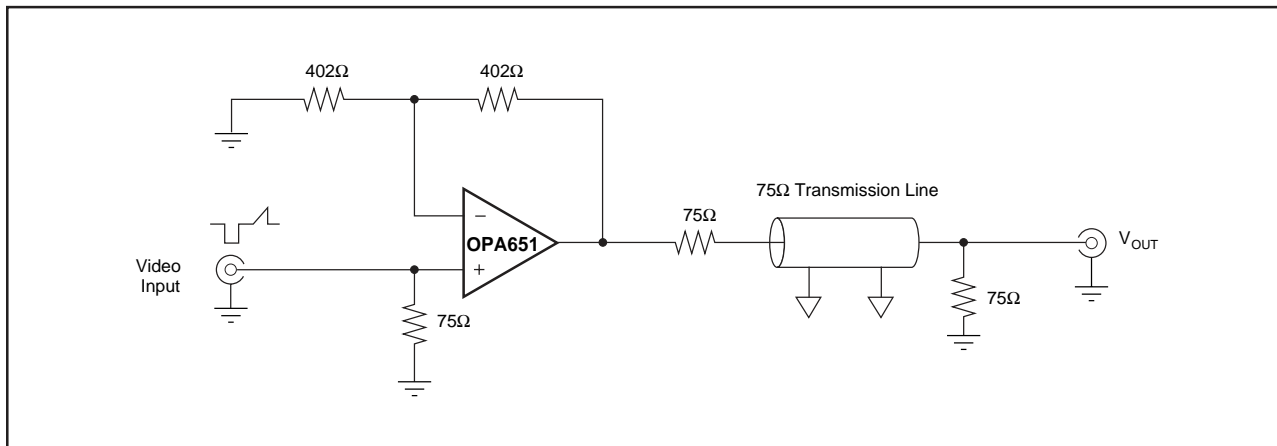 402Ω
402Ω
75Ω Transmission Line
75Ω
−
OPA651
+
V_OUT
Video
Input
75Ω
75Ω